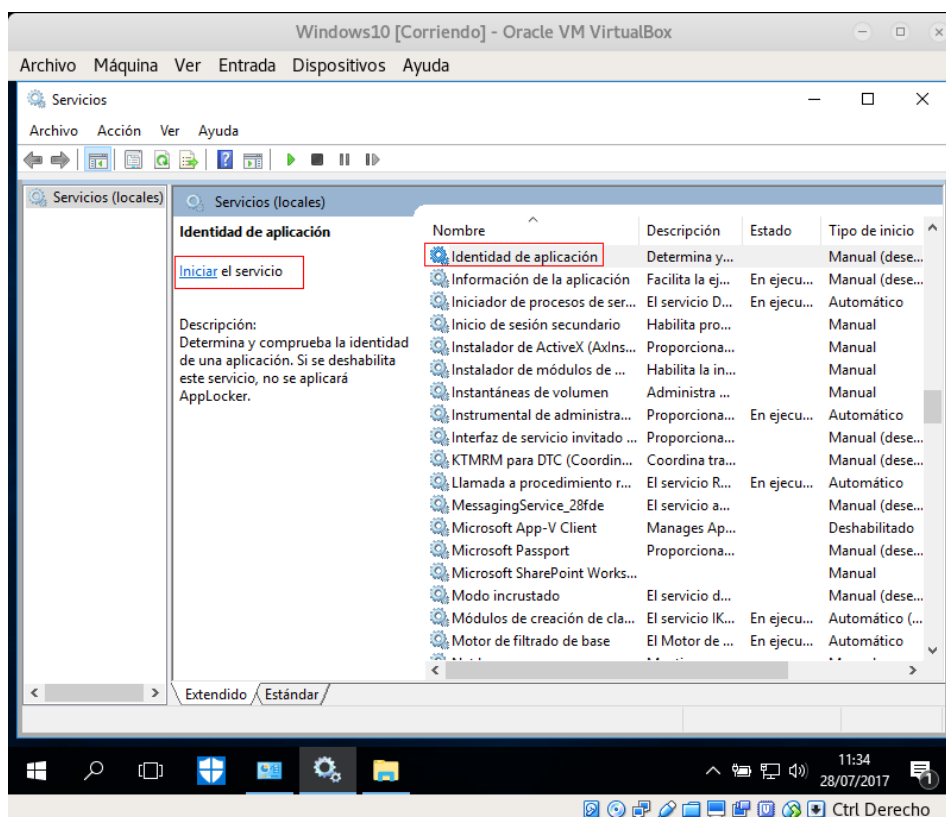 Windows10 [Corriendo] - Oracle VM VirtualBox
Archivo Máquina Ver Entrada Dispositivos Ayuda
Servicios
Archivo Acción Ver Ayuda
Servicios (locales)
Servicios (locales)
Identidad de aplicación
Iniciar el servicio
Descripción:
Determina y comprueba la identidad
de una aplicación. Si se deshabilita
este servicio, no se aplicará
AppLocker.
Nombre Descripción Estado Tipo de inicio
Identidad de aplicación Determina y... Manual (dese...
Información de la aplicación Facilita la ej... En ejecu... Manual (dese...
Iniciador de procesos de ser... El servicio D... En ejecu... Automático
Inicio de sesión secundario Habilita pro... Manual
Instalador de ActiveX (AxIns... Proporciona... Manual
Instalador de módulos de ... Habilita la in... Manual
Instantáneas de volumen Administra ... Manual
Instrumental de administra... Proporciona... En ejecu... Automático
Interfaz de servicio invitado ... Proporciona... Manual (dese...
KTMRM para DTC (Coordin... Coordina tra... Manual (dese...
Llamada a procedimiento r... El servicio R... En ejecu... Automático
MessagingService_28fde El servicio a... Manual (dese...
Microsoft App-V Client Manages Ap... Deshabilitado
Microsoft Passport Proporciona... Manual (dese...
Microsoft SharePoint Works... Manual
Modo incrustado El servicio d... Manual (dese...
Módulos de creación de cla... El servicio IK... En ejecu... Automático (...
Motor de filtrado de base El Motor de ... En ejecu... Automático
Extendido Estándar
11:34
28/07/2017
1
Ctrl Derecho